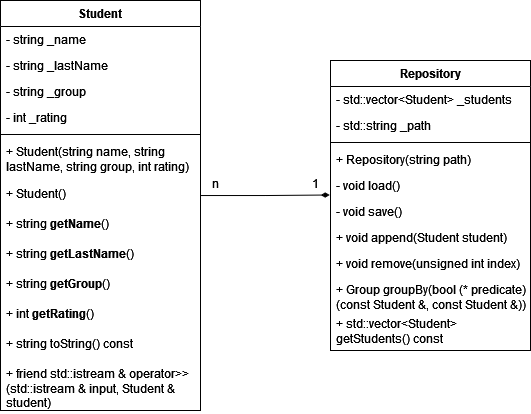 Student
- string _name
- string _lastName
- string _group
- int _rating
+ Student(string name, string
lastName, string group, int rating)
+ Student()
+ string getName()
+ string getLastName()
+ string getGroup()
+ int getRating()
+ string toString() const
+ friend std::istream & operator>>
(std::istream & input, Student &
student)
n
1
Repository
- std::vector<Student> _students
- std::string _path
+ Repository(string path)
- void load()
- void save()
+ void append(Student student)
+ void remove(unsigned int index)
+ Group groupBy(bool (* predicate)
(const Student &, const Student &))
+ std::vector<Student>
getStudents() const